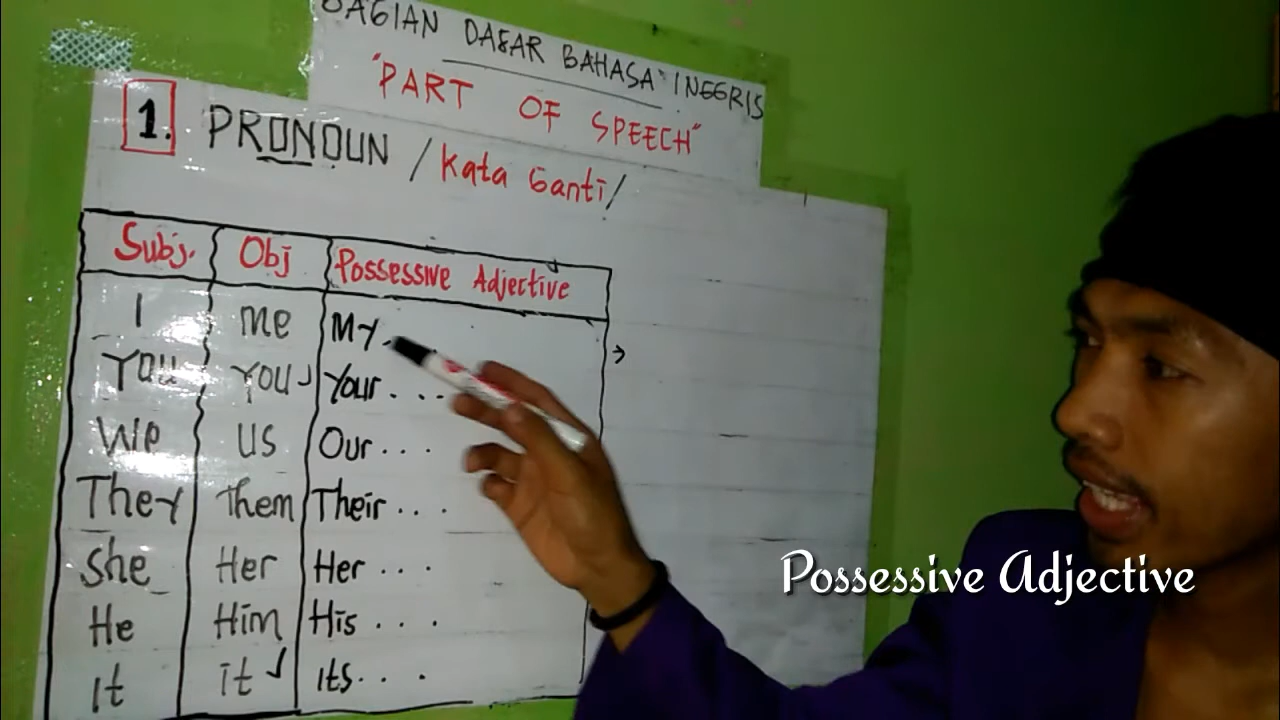 BAGIAN DASAR BAHASA INGGRIS
"PART OF SPEECH"
1. PRONOUN / Kata Ganti /
Subj. Obj Possessive Adjective
I me My.
You You Your . . .
We us Our . . .
They Them Their . . .
She Her Her . . .
He Him His . . .
It it its . . .
Possessive Adjective